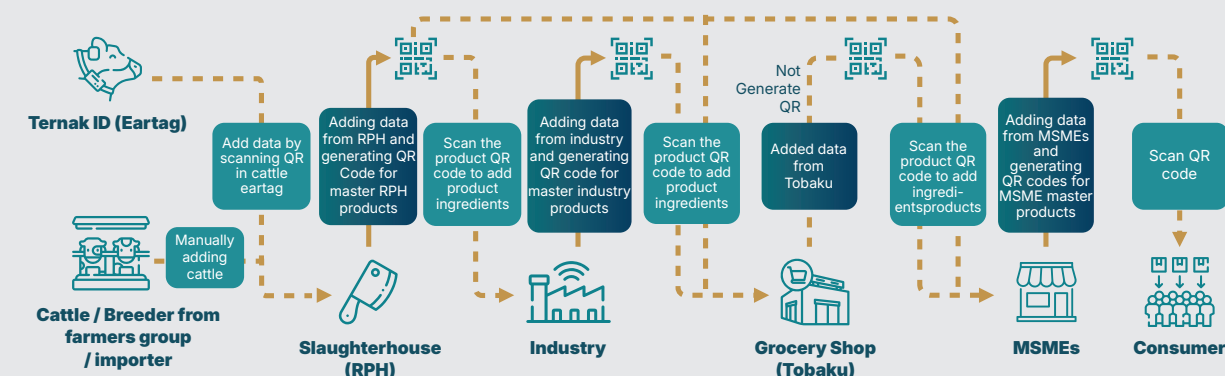 Ternak ID (Eartag)
Add data by
scanning QR
in cattle
eartag
Manually
adding
cattle
Cattle / Breeder from
farmers group
/ importer
Adding data
from RPH and
generating QR
Code for
master RPH
products
Slaughterhouse
(RPH)
Scan the
product QR
code to add
product
ingredients
Adding data
from industry
and generating
QR code for
master industry
products
Industry
Scan the
product QR
code to add
product
ingredients
Not
Generate
QR
Added data
from
Tobaku
Grocery Shop
(Tobaku)
Scan the
product QR
code to add
ingredi-
entsproducts
Adding data
from MSMEs
and
generating
QR codes for
MSME master
products
MSMEs
Scan QR
code
Consumer